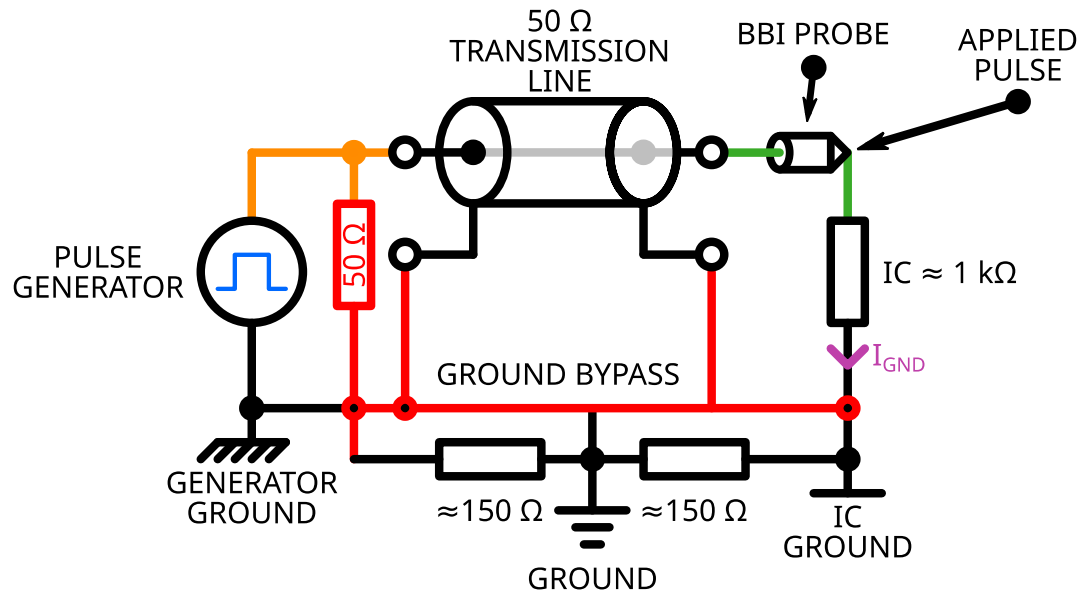 50 Ω
TRANSMISSION
LINE
BBI PROBE
APPLIED
PULSE
PULSE
GENERATOR
50 Ω
IC ≈ 1 kΩ
I_GND
GROUND BYPASS
GENERATOR
GROUND
≈150 Ω
≈150 Ω
IC
GROUND
GROUND